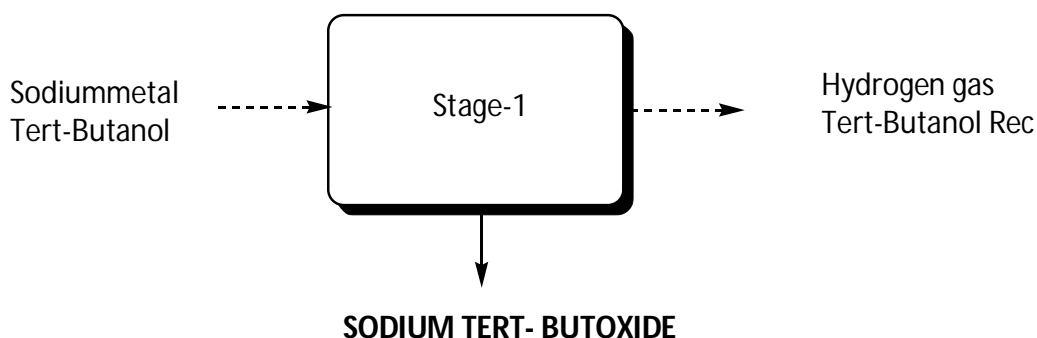 Sodiummetal
Tert-Butanol
Stage-1
Hydrogen gas
Tert-Butanol Rec
SODIUM TERT- BUTOXIDE